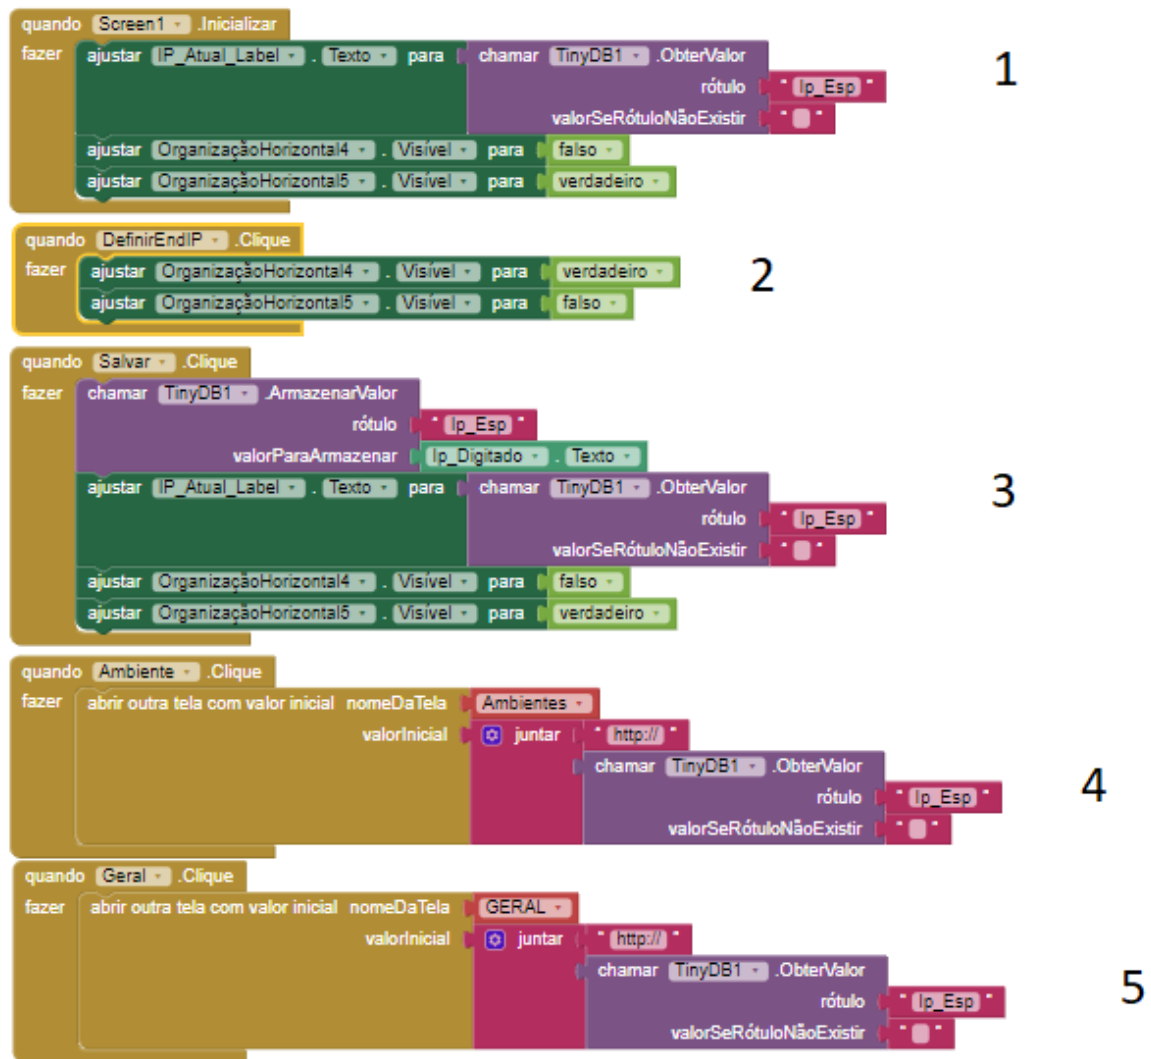 quando Screen1 .Inicializar
fazer ajustar IP_Atual_Label . Texto para chamar TinyDB1 .ObterValor
rótulo " Ip_Esp "
valorSeRótuloNãoExistir " "
1
ajustar OrganizaçãoHorizontal4 . Visível para falso
ajustar OrganizaçãoHorizontal5 . Visível para verdadeiro
quando DefinirEndIP .Clique
fazer ajustar OrganizaçãoHorizontal4 . Visível para verdadeiro
2
ajustar OrganizaçãoHorizontal5 . Visível para falso
quando Salvar .Clique
fazer chamar TinyDB1 .ArmazenarValor
rótulo " Ip_Esp "
valorParaArmazenar Ip_Digitado . Texto
ajustar IP_Atual_Label . Texto para chamar TinyDB1 .ObterValor
3
rótulo " Ip_Esp "
valorSeRótuloNãoExistir " "
ajustar OrganizaçãoHorizontal4 . Visível para falso
ajustar OrganizaçãoHorizontal5 . Visível para verdadeiro
quando Ambiente .Clique
fazer abrir outra tela com valor inicial nomeDaTela Ambientes
valorInicial juntar " http:// "
chamar TinyDB1 .ObterValor
4
rótulo " Ip_Esp "
valorSeRótuloNãoExistir " "
quando Geral .Clique
fazer abrir outra tela com valor inicial nomeDaTela GERAL
valorInicial juntar " http:// "
chamar TinyDB1 .ObterValor
5
rótulo " Ip_Esp "
valorSeRótuloNãoExistir " "